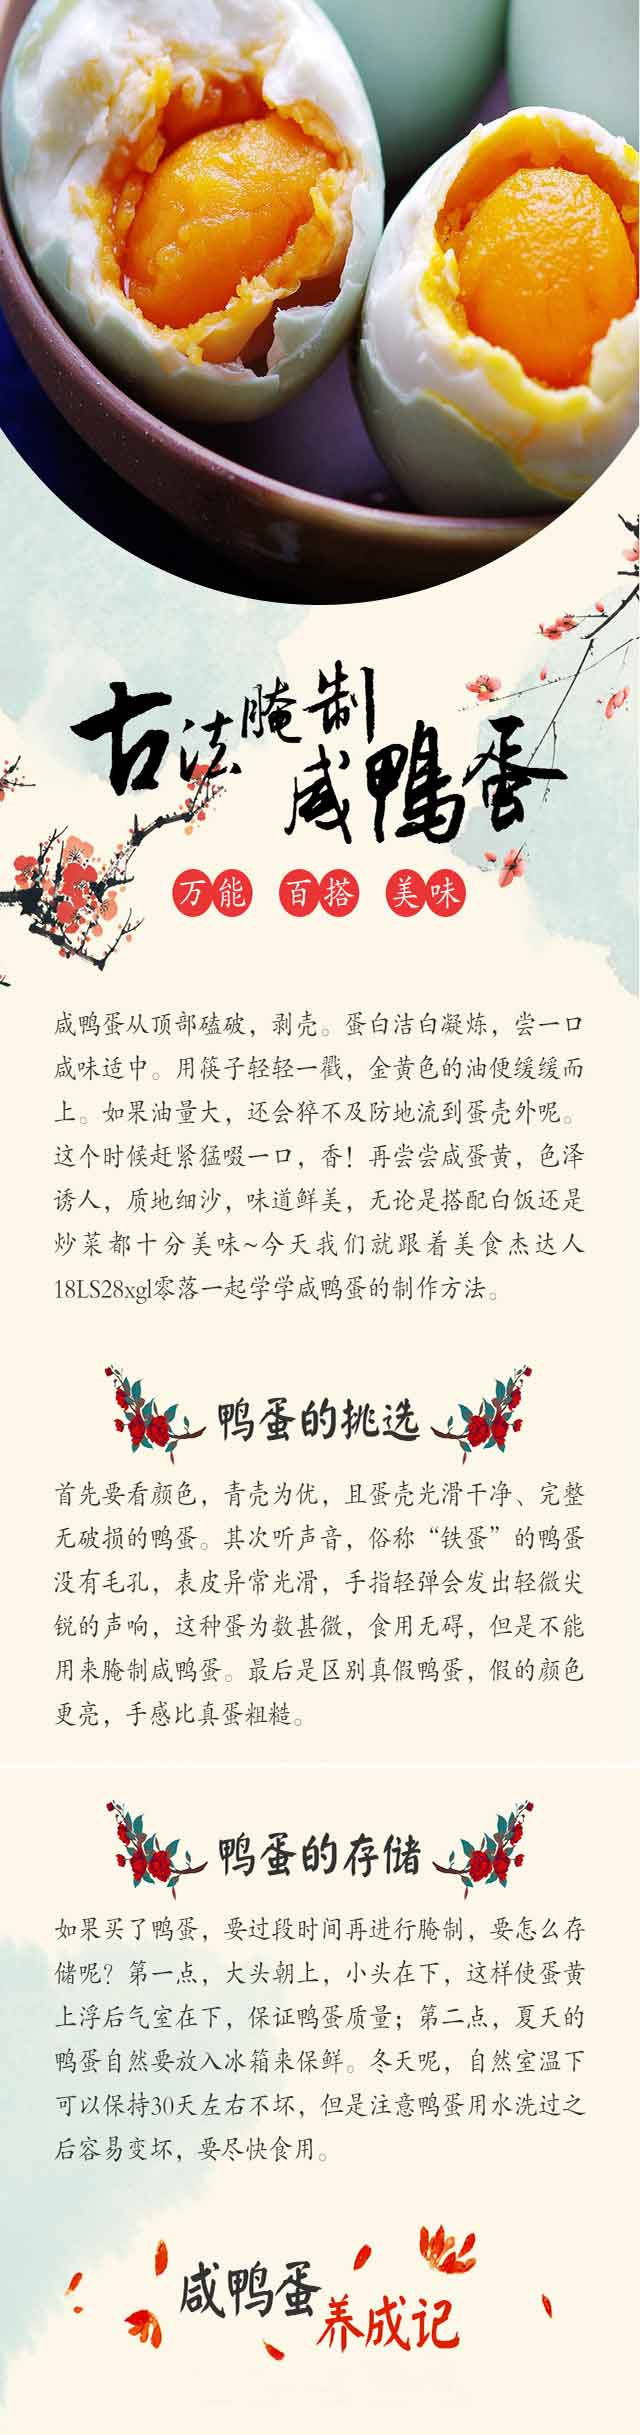 古法腌制
咸鸭蛋
万能 百搭 美味
咸鸭蛋从顶部磕破，剥壳。蛋白洁白凝炼，尝一口
咸味适中。用筷子轻轻一戳，金黄色的油便缓缓而
上。如果油量大，还会猝不及防地流到蛋壳外呢。
这个时候赶紧猛啜一口，香！再尝尝咸蛋黄，色泽
诱人，质地细沙，味道鲜美，无论是搭配白饭还是
炒菜都十分美味~今天我们就跟着美食杰达人
18LS28xgl零落一起学学咸鸭蛋的制作方法。
鸭蛋的挑选
首先要看颜色，青壳为优，且蛋壳光滑干净、完整
无破损的鸭蛋。其次听声音，俗称“铁蛋”的鸭蛋
没有毛孔，表皮异常光滑，手指轻弹会发出轻微尖
锐的声响，这种蛋为数甚微，食用无碍，但是不能
用来腌制咸鸭蛋。最后是区别真假鸭蛋，假的颜色
更亮，手感比真蛋粗糙。
鸭蛋的存储
如果买了鸭蛋，要过段时间再进行腌制，要怎么存
储呢？第一点，大头朝上，小头在下，这样使蛋黄
上浮后气室在下，保证鸭蛋质量；第二点，夏天的
鸭蛋自然要放入冰箱来保鲜。冬天呢，自然室温下
可以保持30天左右不坏，但是注意鸭蛋用水洗过之
后容易变坏，要尽快食用。
咸鸭蛋
养成记